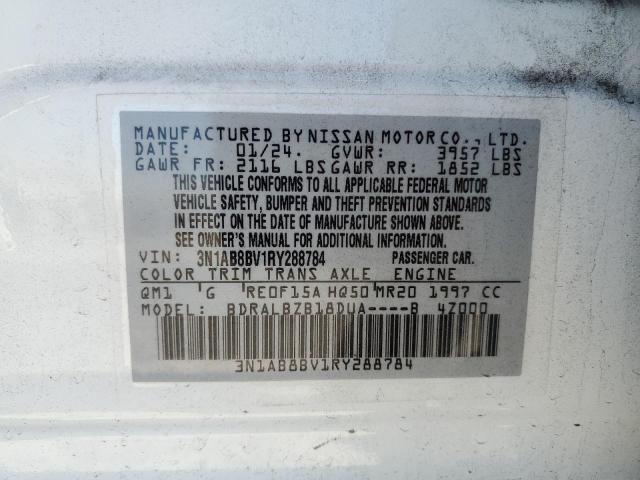 MANUFACTURED BY NISSAN MOTOR CO., LTD.
DATE: 01/24. GVWR: 3957 LBS
GAWR FR: 2116 LBS GAWR RR: 1852 LBS
THIS VEHICLE CONFORMS TO ALL APPLICABLE FEDERAL MOTOR
VEHICLE SAFETY, BUMPER AND THEFT PREVENTION STANDARDS
IN EFFECT ON THE DATE OF MANUFACTURE SHOWN ABOVE.
SEE OWNER'S MANUAL FOR ADDITIONAL INFORMATION.
VIN: 3N1AB8BV1RY288784 PASSENGER CAR.
COLOR TRIM TRANS AXLE ENGINE
QM1 G RE0F15A HQ50 MR20 1997 CC
MODEL: BDRALBZB18DUA----B 4Z000
3N1AB8BV1RY288784